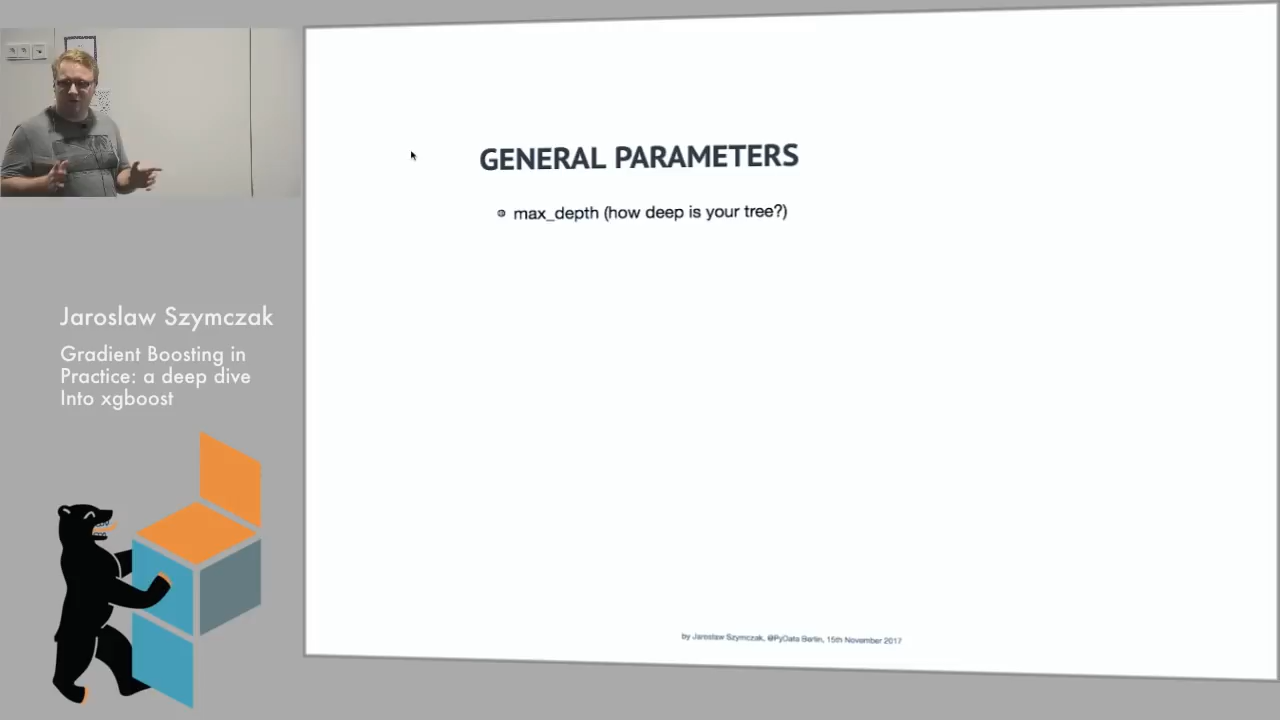 Jaroslaw Szymczak
Gradient Boosting in
Practice: a deep dive
Into xgboost
GENERAL PARAMETERS
max_depth (how deep is your tree?)
by Jarosław Szymczak, @PyData Berlin, 15th November 2017